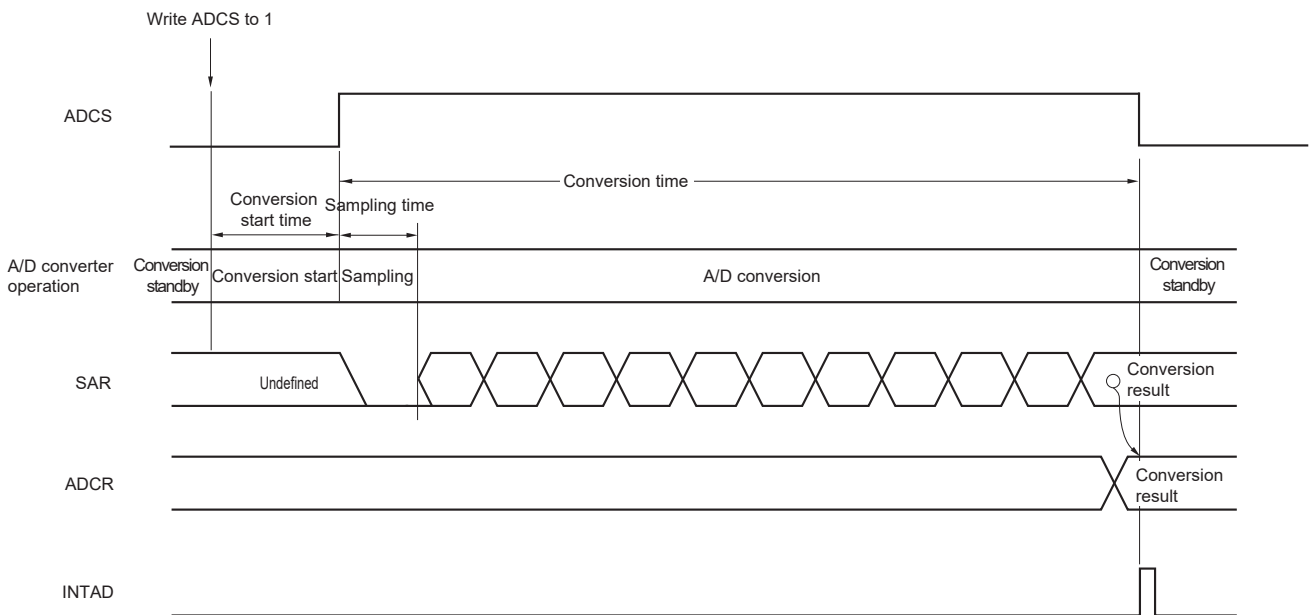 Write ADCS to 1
ADCS
Conversion time
Conversion
start time
Sampling time
A/D converter
operation
Conversion
standby
Conversion start
Sampling
A/D conversion
Conversion
standby
SAR
Undefined
Conversion
result
ADCR
Conversion
result
INTAD